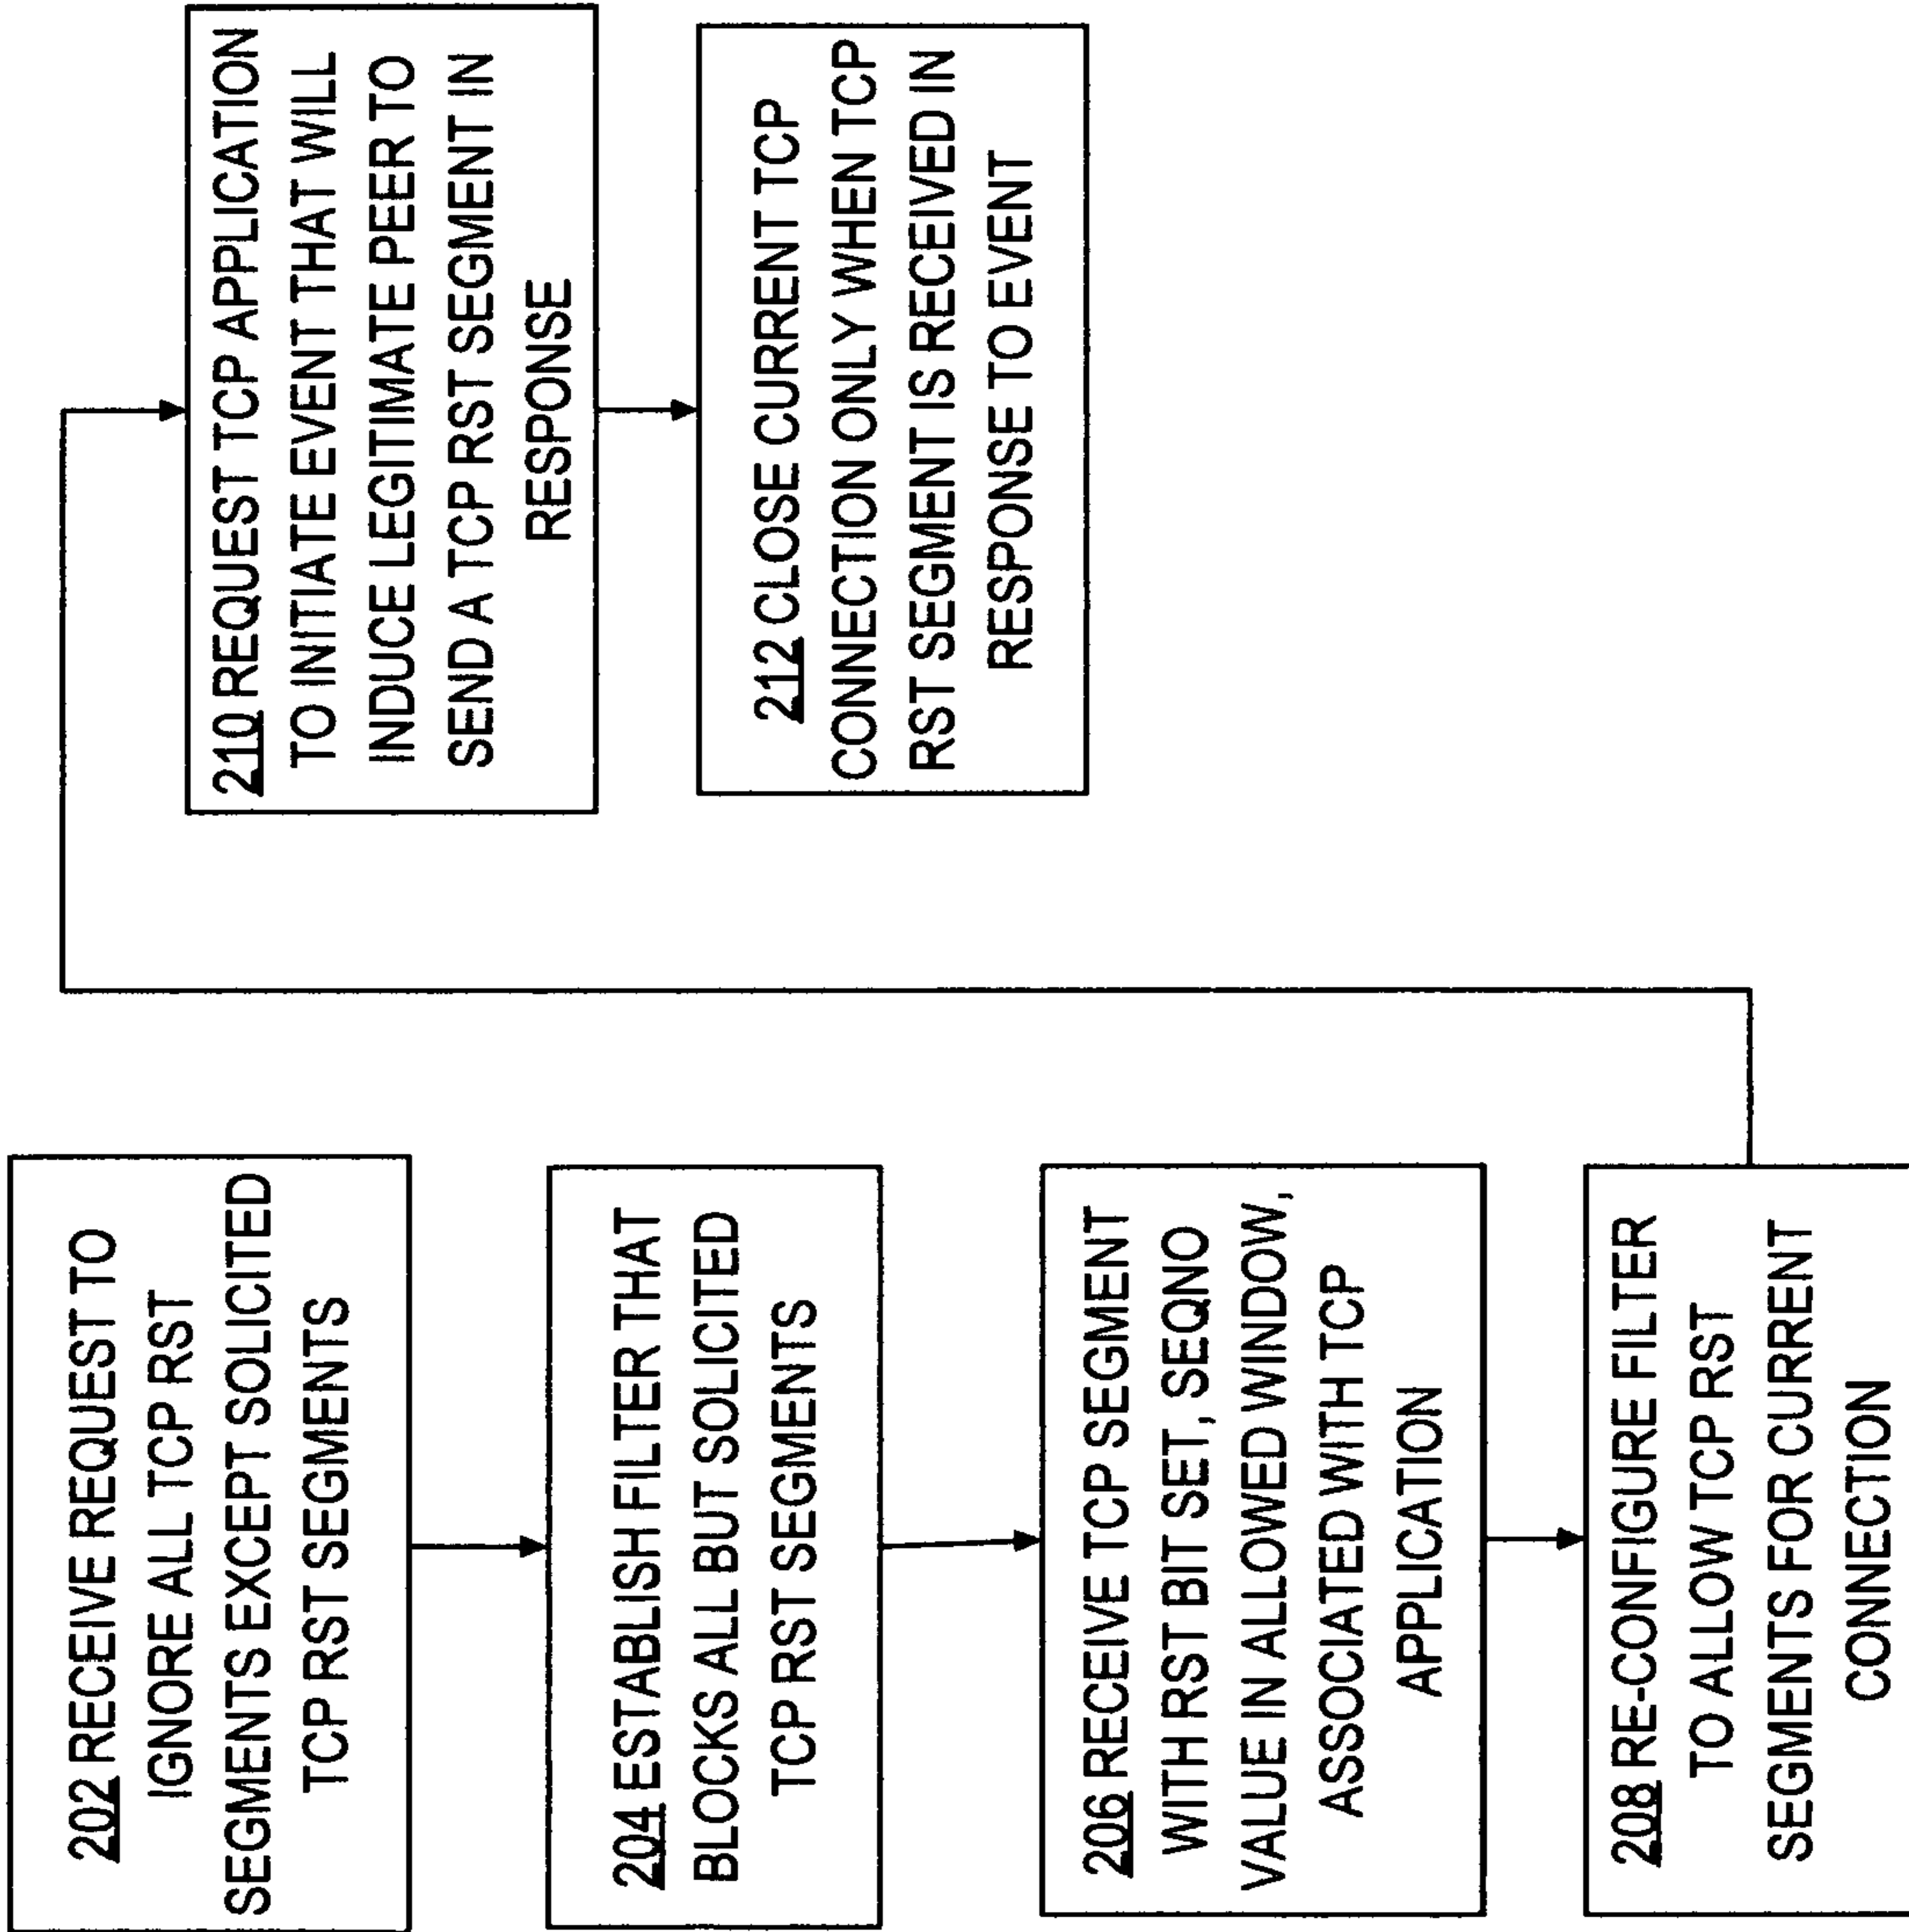 202 RECEIVE REQUEST TO
IGNORE ALL TCP RST
SEGMENTS EXCEPT SOLICITED
TCP RST SEGMENTS
204 ESTABLISH FILTER THAT
BLOCKS ALL BUT SOLICITED
TCP RST SEGMENTS
206 RECEIVE TCP SEGMENT
WITH RST BIT SET, SEQNO
VALUE IN ALLOWED WINDOW,
ASSOCIATED WITH TCP
APPLICATION
208 RE-CONFIGURE FILTER
TO ALLOW TCP RST
SEGMENTS FOR CURRENT
CONNECTION
210 REQUEST TCP APPLICATION
TO INITIATE EVENT THAT WILL
INDUCE LEGITIMATE PEER TO
SEND A TCP RST SEGMENT IN
RESPONSE
212 CLOSE CURRENT TCP
CONNECTION ONLY WHEN TCP
RST SEGMENT IS RECEIVED IN
RESPONSE TO EVENT